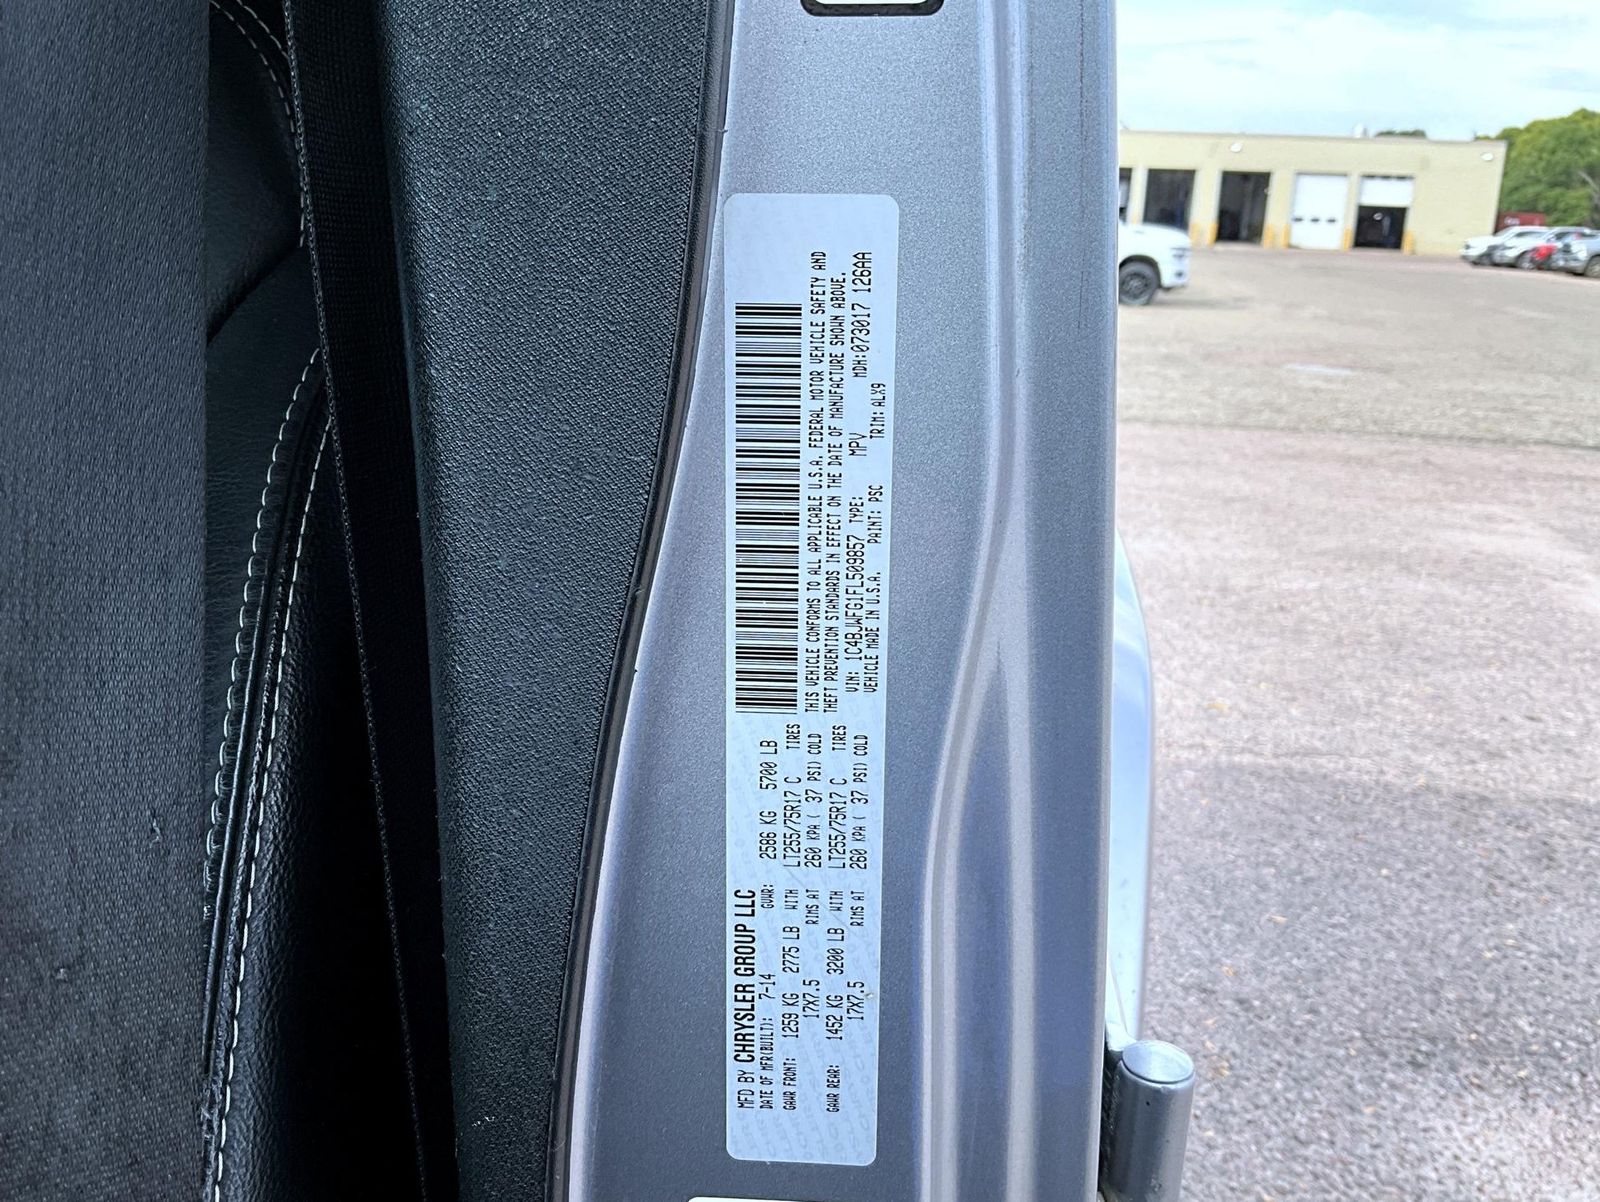 MFD BY CHRYSLER GROUP LLC
DATE OF MFR(BUILT): 7-14 GVWR: 2586 KG 5700 LB
GAWR FRONT: 1259 KG 2775 LB WITH LT255/75R17 C TIRES
17X7.5 RIMS AT 260 KPA ( 37 PSI) COLD
GAWR REAR: 1452 KG 3200 LB WITH LT255/75R17 C TIRES
17X7.5 RIMS AT 260 KPA ( 37 PSI) COLD
THIS VEHICLE CONFORMS TO ALL APPLICABLE U.S.A. FEDERAL MOTOR VEHICLE SAFETY AND
THEFT PREVENTION STANDARDS IN EFFECT ON THE DATE OF MANUFACTURE SHOWN ABOVE.
VIN: 1C4BJWFG1FL509857 TYPE: MPV MDH:073017 126AA
VEHICLE MADE IN U.S.A. PAINT: PSC TRIM:ALX9